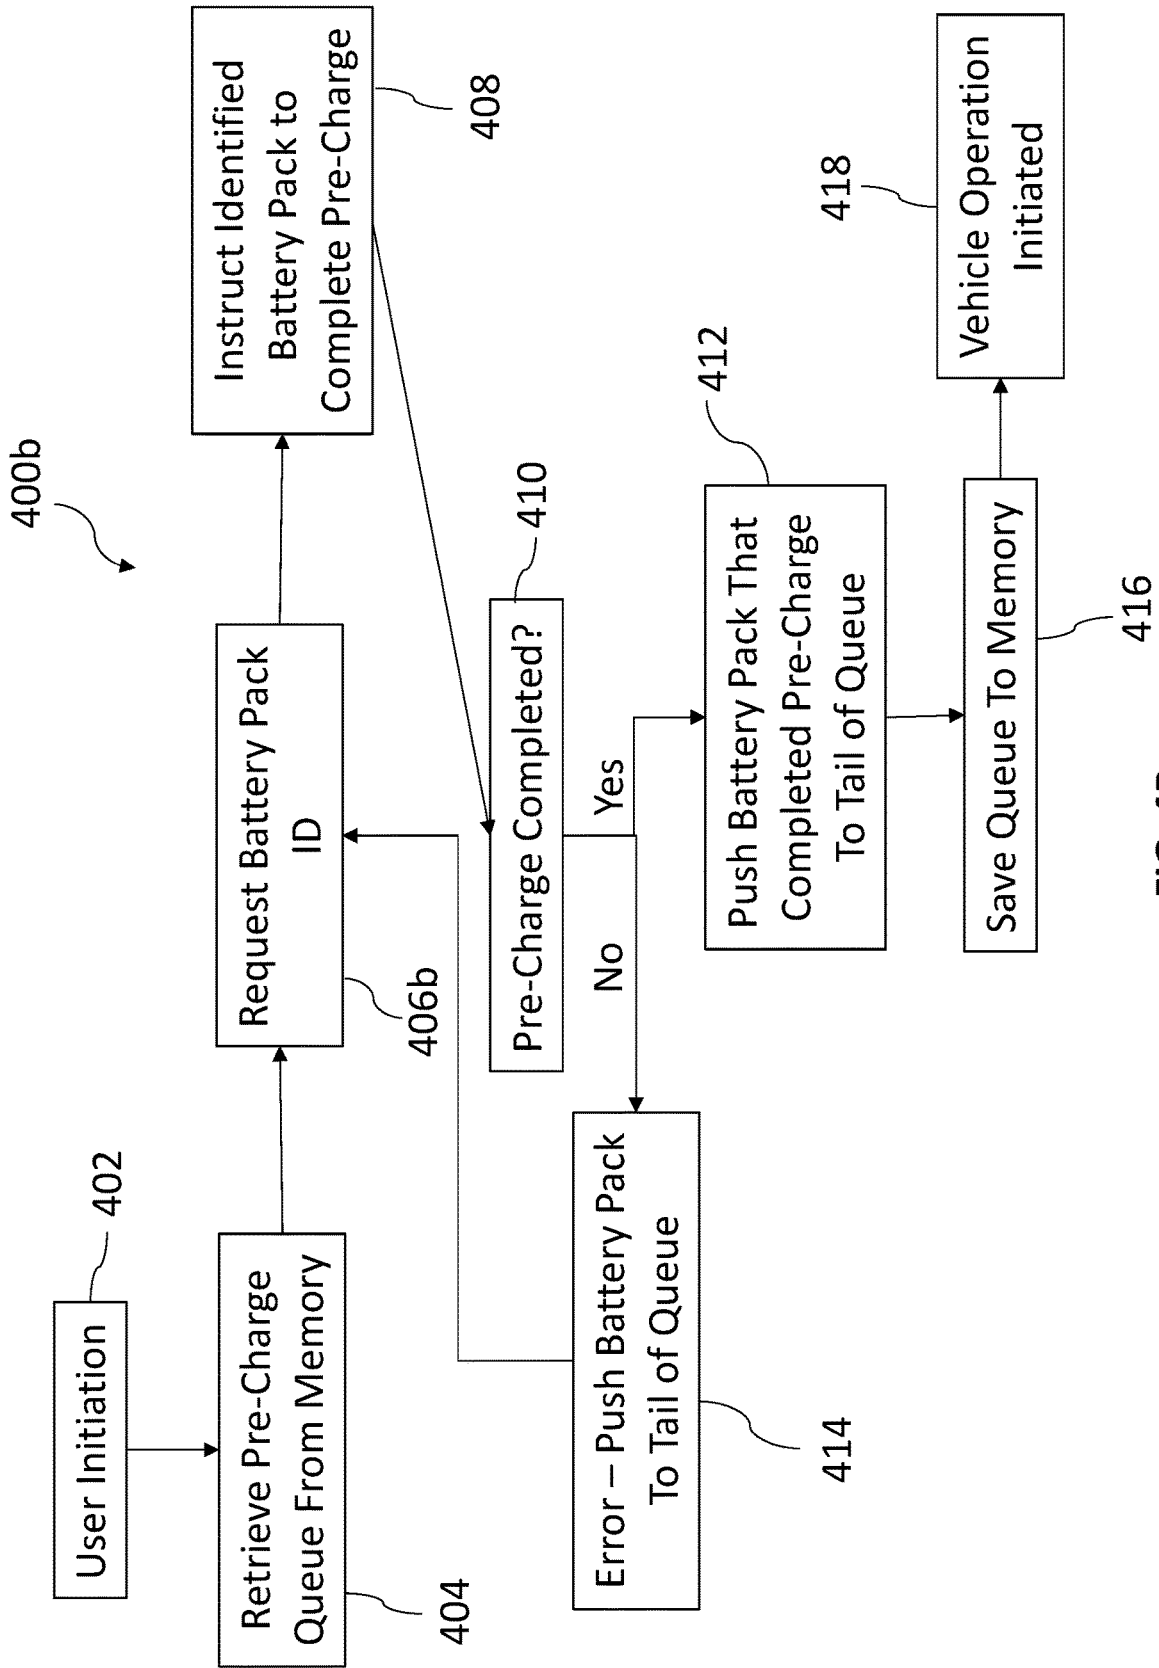 400b
User Initiation
402
Retrieve Pre-Charge
Queue From Memory
404
Request Battery Pack
ID
406b
Instruct Identified
Battery Pack to
Complete Pre-Charge
408
Pre-Charge Completed?
410
No
Yes
Error – Push Battery Pack
To Tail of Queue
414
Push Battery Pack That
Completed Pre-Charge
To Tail of Queue
412
Save Queue To Memory
416
Vehicle Operation
Initiated
418